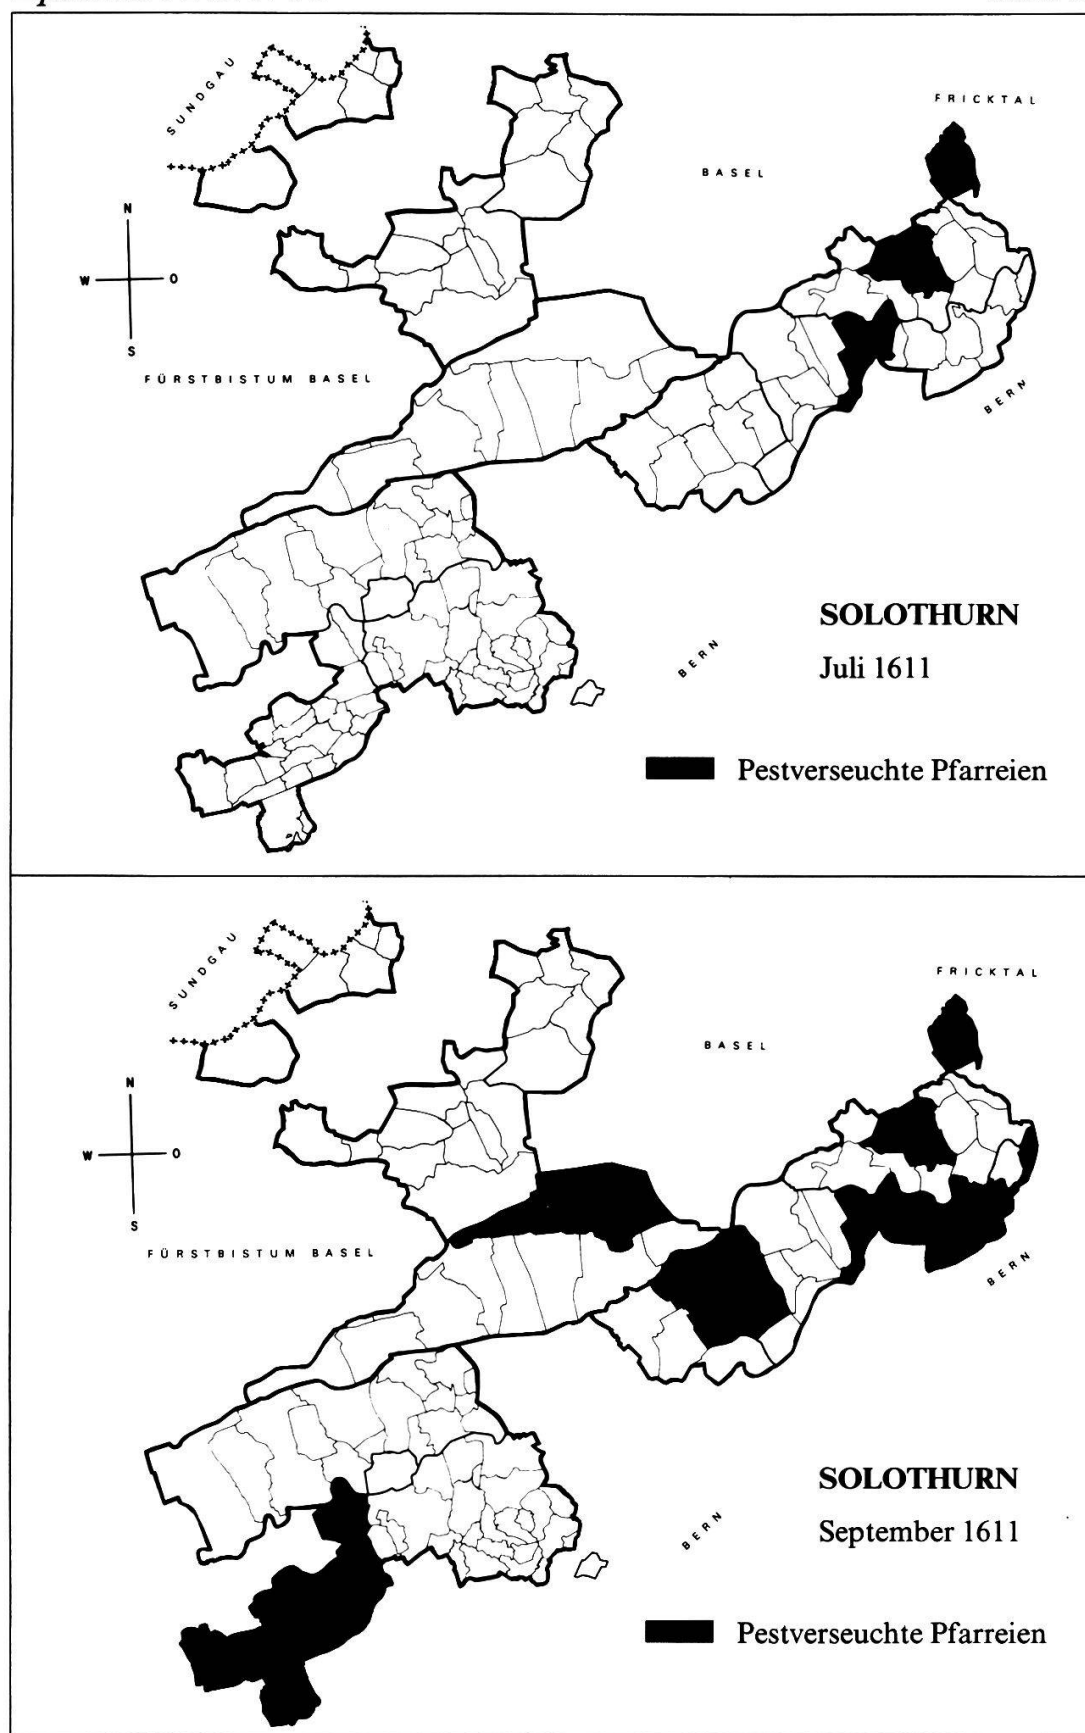 SUNDGAU
FRICKTAL
BASEL
N
W O
S
FÜRSTBISTUM BASEL
BERN
SOLOTHURN
BERN
Juli 1611
Pestverseuchte Pfarreien
SUNDGAU
FRICKTAL
BASEL
N
W O
S
FÜRSTBISTUM BASEL
BERN
SOLOTHURN
BERN
September 1611
Pestverseuchte Pfarreien